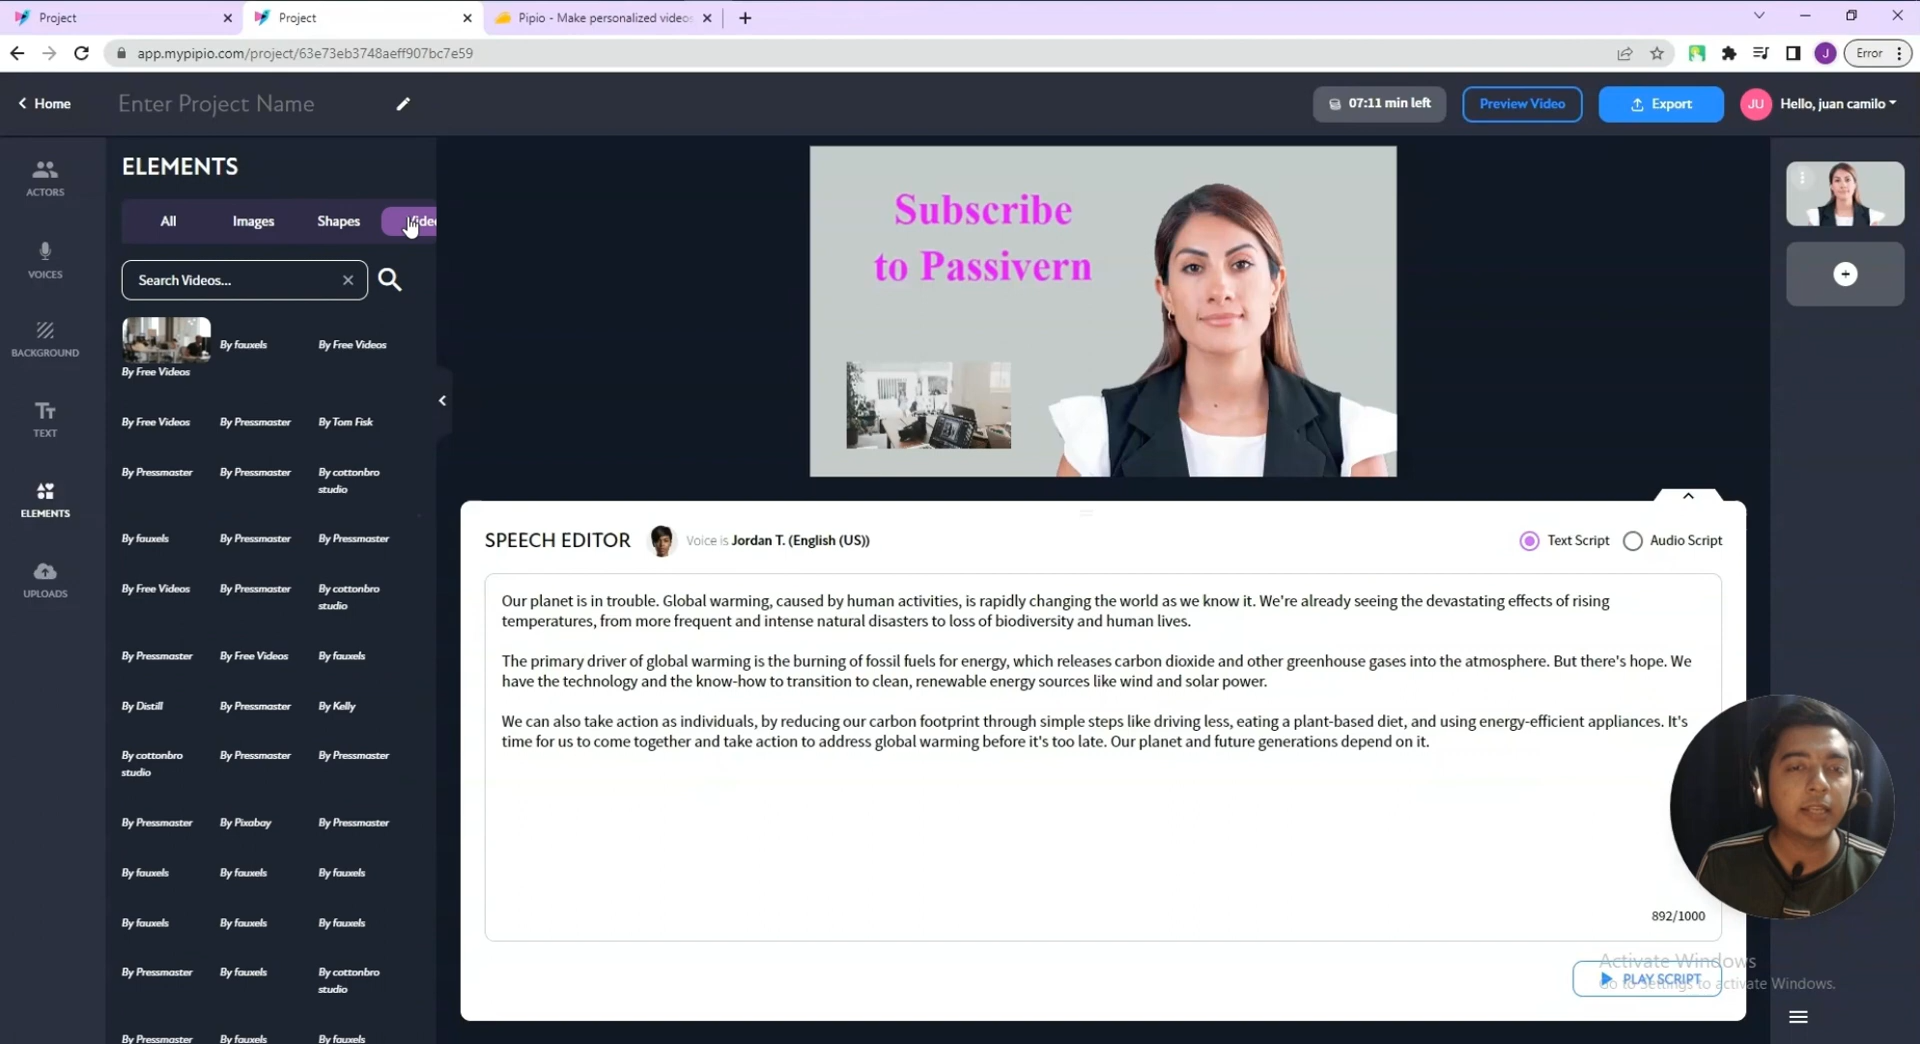 Project
Project
Pipio - Make personalized videos
app.mypipio.com/project/63e73eb3748aeff907bc7e59
J
Error
Home
Enter Project Name
07:11 min left
Preview Video
Export
JU
Hello, juan camilo
ACTORS
VOICES
BACKGROUND
TEXT
ELEMENTS
UPLOADS
ELEMENTS
All
Images
Shapes
Search Videos...
By Free Videos
By fauxels
By Free Videos
By Free Videos
By Pressmaster
By Tom Fisk
By Pressmaster
By Pressmaster
By cottonbro
studio
By fauxels
By Pressmaster
By Pressmaster
By Free Videos
By Pressmaster
By cottonbro
studio
By Pressmaster
By Free Videos
By fauxels
By Distill
By Pressmaster
By Kelly
By cottonbro
studio
By Pressmaster
By Pressmaster
By Pressmaster
By Pixabay
By Pressmaster
By fauxels
By fauxels
By fauxels
By fauxels
By fauxels
By fauxels
By Pressmaster
By fauxels
By cottonbro
studio
By Pressmaster
By fauxels
By fauxels
Subscribe
to Passivern
SPEECH EDITOR
Voice is Jordan T. (English (US))
Text Script
Audio Script
Our planet is in trouble. Global warming, caused by human activities, is rapidly changing the world as we know it. We're already seeing the devastating effects of rising
temperatures, from more frequent and intense natural disasters to loss of biodiversity and human lives.
The primary driver of global warming is the burning of fossil fuels for energy, which releases carbon dioxide and other greenhouse gases into the atmosphere. But there's hope. We
have the technology and the know-how to transition to clean, renewable energy sources like wind and solar power.
We can also take action as individuals, by reducing our carbon footprint through simple steps like driving less, eating a plant-based diet, and using energy-efficient appliances. It's
time for us to come together and take action to address global warming before it's too late. Our planet and future generations depend on it.
892/1000
PLAY SCRIPT
Activate Windows
Go to Settings to activate Windows.